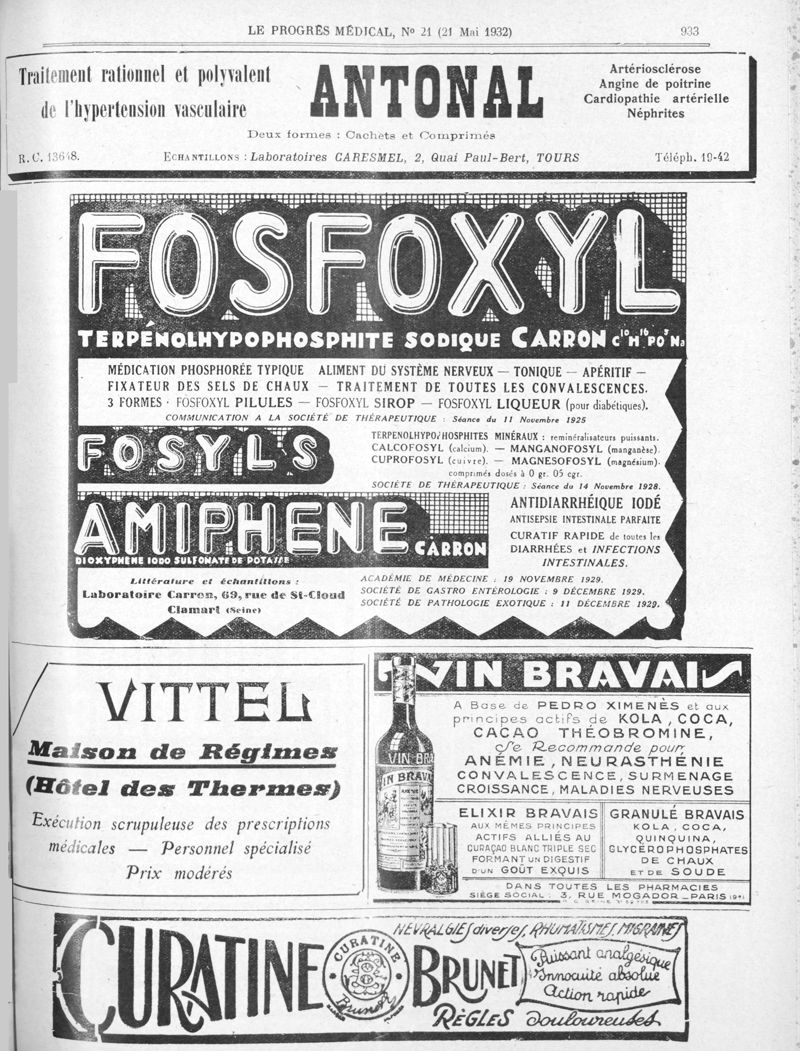 LE PROGRÈS MÉDICAL, No 21 (21 Mai 1932) 933
Traitement rationnel et polyvalent
de l'hypertension vasculaire
ANTONAL
Artériosclérose
Angine de poitrine
Cardiopathie artérielle
Néphrites
Deux formes : Cachets et Comprimés
R. C. 13648. ECHANTILLONS : Laboratoires CARESMEL, 2, Quai Paul-Bert, TOURS Téléph. 19-42
FOSFOXYL
TERPÉNOLHYPOPHOSPHITE SODIQUE CARRON C10H16PO3Na
MÉDICATION PHOSPHORÉE TYPIQUE ALIMENT DU SYSTÈME NERVEUX — TONIQUE — APÉRITIF —
FIXATEUR DES SELS DE CHAUX — TRAITEMENT DE TOUTES LES CONVALESCENCES.
3 FORMES · FOSFOXYL PILULES — FOSFOXYL SIROP — FOSFOXYL LIQUEUR (pour diabétiques).
COMMUNICATION A LA SOCIÉTÉ DE THÉRAPEUTIQUE : Séance du 11 Novembre 1925
FOSYLS
TERPENOLHYPO/HOSPHITES MINÉRAUX : reminéralisateurs puissants.
CALCOFOSYL (calcium). — MANGANOFOSYL (manganèse).
CUPROFOSYL (cuivre). — MAGNESOFOSYL (magnésium).
comprimés dosés à 0 gr. 05 cgr.
SOCIÉTÉ DE THÉRAPEUTIQUE : Séance du 14 Novembre 1928.
AMIPHENE
CARRON
DIOXYPHENE IODO SULFONATE DE POTASSE
ANTIDIARRHÉIQUE IODÉ
ANTISEPSIE INTESTINALE PARFAITE
CURATIF RAPIDE de toutes les
DIARRHÉES et INFECTIONS
INTESTINALES.
Littérature et échantillons :
Laboratoire Carron, 69, rue de St-Cloud
Clamart (Seine)
ACADÉMIE DE MÉDECINE : 19 NOVEMBRE 1929.
SOCIÉTÉ DE GASTRO ENTÉROLOGIE : 9 DÉCEMBRE 1929.
SOCIÉTÉ DE PATHOLOGIE EXOTIQUE : 11 DÉCEMBRE 1929.
VITTEL
Maison de Régimes
(Hôtel des Thermes)
Exécution scrupuleuse des prescriptions
médicales — Personnel spécialisé
Prix modérés
VIN BRAVAIS
A Base de PEDRO XIMENÈS et aux
principes actifs de KOLA, COCA,
CACAO THÉOBROMINE,
Se Recommande pour
ANÉMIE, NEURASTHÉNIE
CONVALESCENCE, SURMENAGE
CROISSANCE, MALADIES NERVEUSES
VIN BRAVAIS
ELIXIR BRAVAIS
AUX MÊMES PRINCIPES
ACTIFS ALLIÉS AU
CURAÇAO BLANC TRIPLE SEC
FORMANT UN DIGESTIF
D'UN GOÛT EXQUIS
GRANULÉ BRAVAIS
KOLA, COCA,
QUINQUINA,
GLYCÉROPHOSPHATES
DE CHAUX
ET DE SOUDE
DANS TOUTES LES PHARMACIES
SIÈGE SOCIAL : 3, RUE MOGADOR _ PARIS (9e)
CURATINE
CURATINE
Brunet
BRUNET
NÉVRALGIES diverses, RHUMATISMES, MIGRAINES
Puissant analgésique
Innocuité absolue
Action rapide
RÈGLES douloureuses